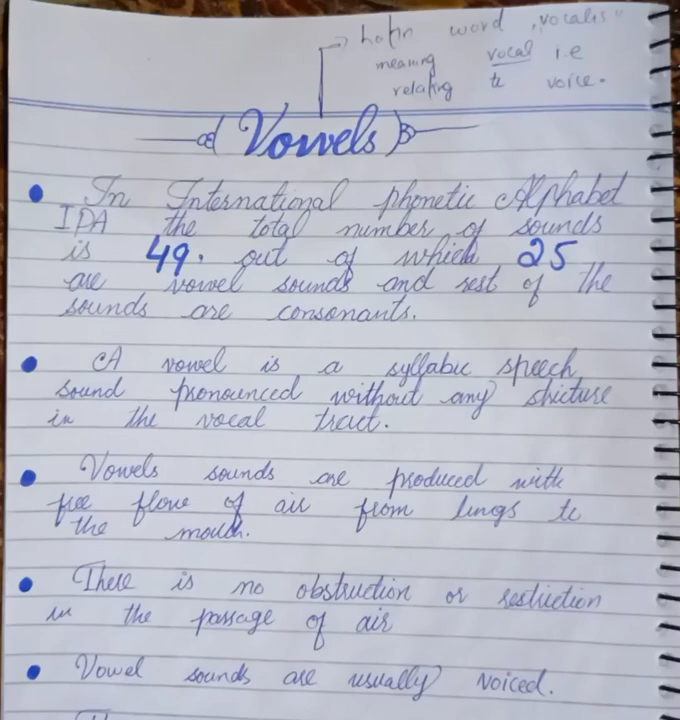 Latin word "vocalis"
meaning vocal i.e
relating to voice.
Vowels
• In International phonetic Alphabet
IPA the total number of sounds
is 49. out of which 25
are vowel sounds and rest of the
sounds are consonants.
• A vowel is a syllabic speech
sound pronounced without any stricture
in the vocal tract.
• Vowels sounds are produced with
free flow of air from lungs to
the mouth.
• There is no obstruction or restriction
in the passage of air
• Vowel sounds are usually voiced.